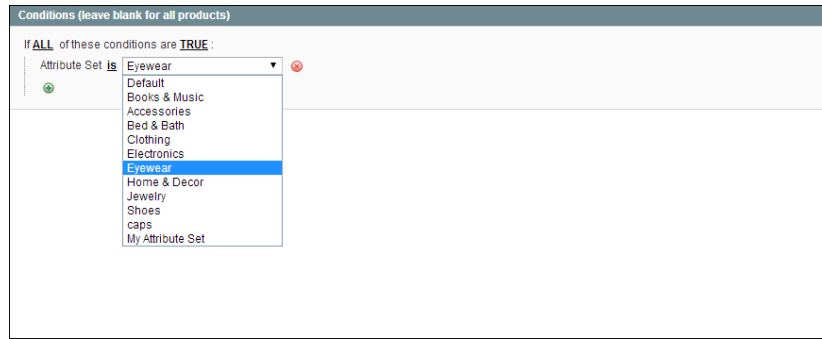 Conditions (leave blank for all products)
If ALL of these conditions are TRUE :
Attribute Set is Eyewear
Default
Books & Music
Accessories
Bed & Bath
Clothing
Electronics
Eyewear
Home & Decor
Jewelry
Shoes
caps
My Attribute Set